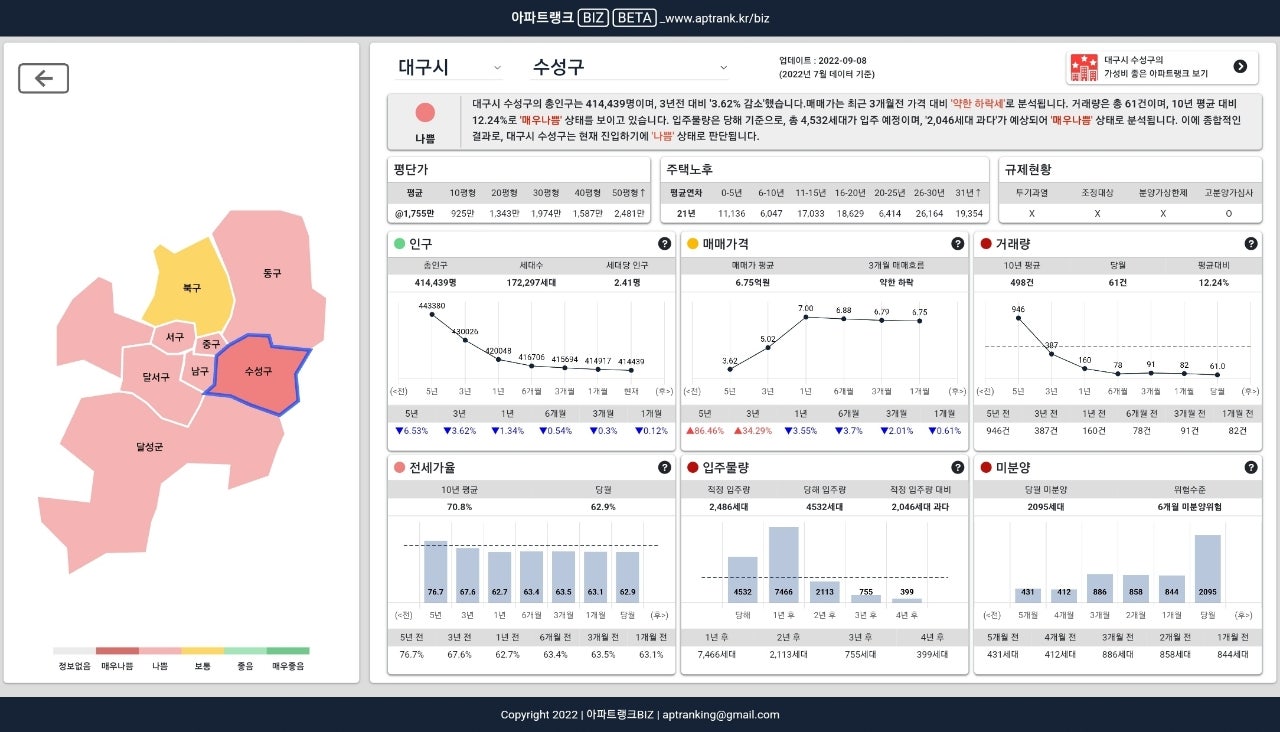 아파트랭크 BIZ BETA _www.aptrank.kr/biz
대구시 수성구
업데이트 : 2022-09-08
(2022년 7월 데이터 기준)
대구시 수성구의
가성비 좋은 아파트랭크 보기
나쁨
대구시 수성구의 총인구는 414,439명이며, 3년전 대비 '3.62% 감소'했습니다.매매가는 최근 3개월전 가격 대비 '약한 하락세'로 분석됩니다. 거래량은 총 61건이며, 10년 평균 대비
12.24%로 '매우나쁨' 상태를 보이고 있습니다. 입주물량은 당해 기준으로, 총 4,532세대가 입주 예정이며, '2,046세대 과다'가 예상되어 '매우나쁨' 상태로 분석됩니다. 이에 종합적인
결과로, 대구시 수성구는 현재 진입하기에 '나쁨' 상태로 판단됩니다.
평단가
평균 10평형 20평형 30평형 40평형 50평형↑
@1,755만 925만 1,343만 1,974만 1,587만 2,481만
주택노후
평균연차 0-5년 6-10년 11-15년 16-20년 20-25년 26-30년 31년↑
21년 11,136 6,047 17,033 18,629 6,414 26,164 19,354
규제현황
투기과열 조정대상 분양가상한제 고분양가심사
X X X O
인구 ?
총인구 세대수 세대당 인구
414,439명 172,297세대 2.41명
443380 430026 420048 416706 415694 414917 414439
(<전) 5년 3년 1년 6개월 3개월 1개월 현재 (후>)
5년 3년 1년 6개월 3개월 1개월
▼6.53% ▼3.62% ▼1.34% ▼0.54% ▼0.3% ▼0.12%
매매가격 ?
매매가 평균 3개월 매매흐름
6.75억원 약한 하락
3.62 5.02 7.00 6.88 6.79 6.75
(<전) 5년 3년 1년 6개월 3개월 1개월 (후>)
5년 3년 1년 6개월 3개월 1개월
▲86.46% ▲34.29% ▼3.55% ▼3.7% ▼2.01% ▼0.61%
거래량 ?
10년 평균 당월 평균대비
498건 61건 12.24%
946 387 160 78 91 82 61.0
(<전) 5년 3년 1년 6개월 3개월 1개월 당월 (후>)
5년 전 3년 전 1년 전 6개월 전 3개월 전 1개월 전
946건 387건 160건 78건 91건 82건
전세가율 ?
10년 평균 당월
70.8% 62.9%
76.7 67.6 62.7 63.4 63.5 63.1 62.9
(<전) 5년 3년 1년 6개월 3개월 1개월 당월 (후>)
5년 전 3년 전 1년 전 6개월 전 3개월 전 1개월 전
76.7% 67.6% 62.7% 63.4% 63.5% 63.1%
입주물량 ?
적정 입주량 당해 입주량 적정 입주량 대비
2,486세대 4532세대 2,046세대 과다
4532 7466 2113 755 399
당해 1년 후 2년 후 3년 후 4년 후
1년 후 2년 후 3년 후 4년 후
7,466세대 2,113세대 755세대 399세대
미분양 ?
당월 미분양 위험수준
2095세대 6개월 미분양위험
431 412 886 858 844 2095
(<전) 5개월 4개월 3개월 2개월 1개월 당월 (후>)
5개월 전 4개월 전 3개월 전 2개월 전 1개월 전
431세대 412세대 886세대 858세대 844세대
동구
북구
서구
중구
달서구
남구
수성구
달성군
정보없음 매우나쁨 나쁨 보통 좋음 매우좋음
Copyright 2022 | 아파트랭크BIZ | aptranking@gmail.com